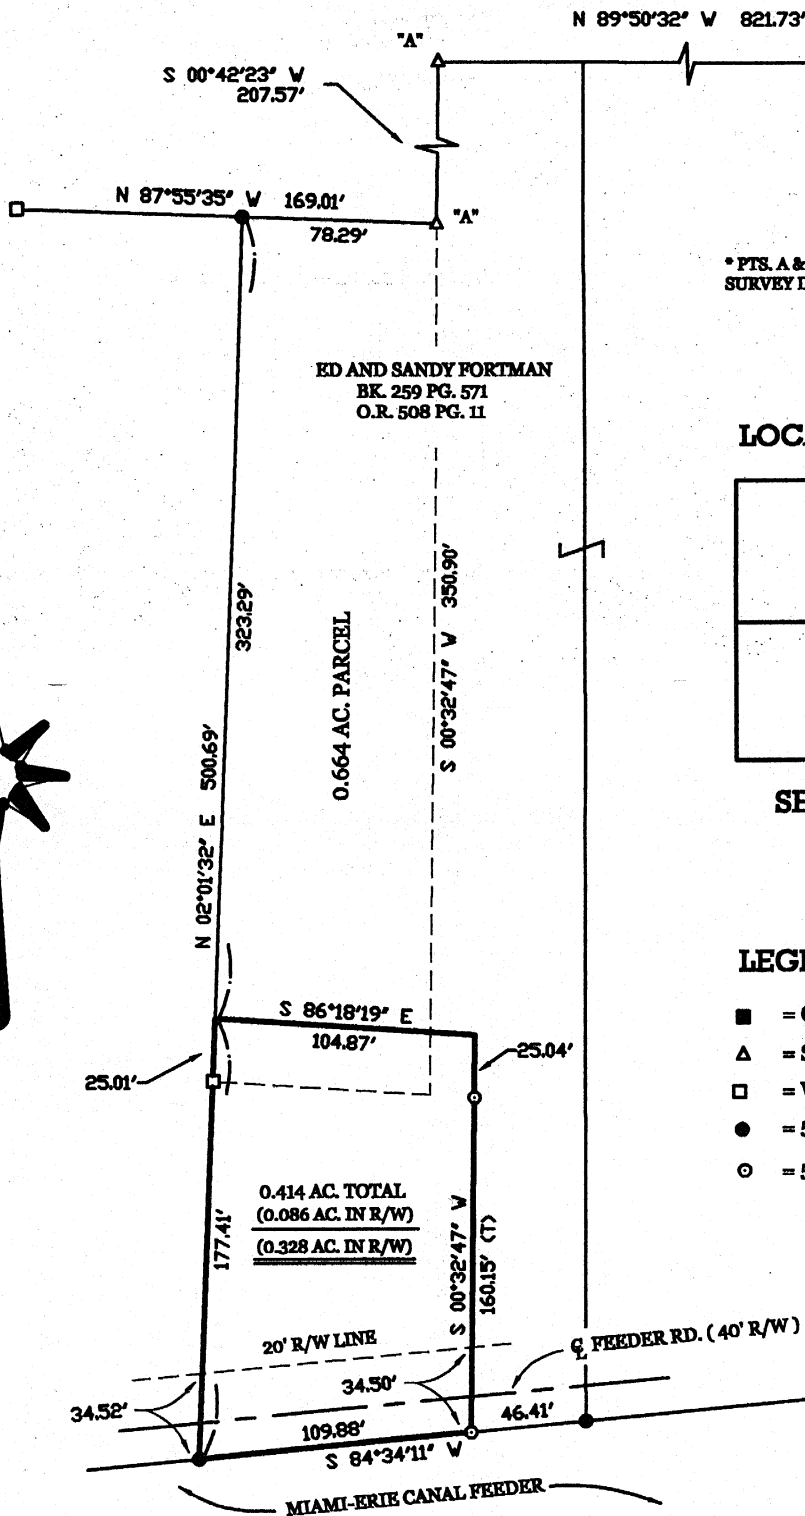 N 89°50'32" W 821.73'
"A"
S 00°42'23" W
207.57'
N 87°55'35" W 169.01'
"A"
78.29'
* PTS. A &
SURVEY
ED AND SANDY FORTMAN
BK. 259 PG. 571
O.R. 508 PG. 11
LOCA
323.29'
S 00°32'47" W 350.90'
0.664 AC. PARCEL
N 02°01'32" E 500.69'
SE
LEGE
S 86°18'19" E
104.87'
25.04'
25.01'
■ =
△ = S
□ =
● = 5
⊙ = 5
0.414 AC. TOTAL
(0.086 AC. IN R/W)
(0.328 AC. IN R/W)
177.41'
S 00°32'47" W
160.15' (T)
20' R/W LINE
℄ FEEDER RD. ( 40' R/W )
34.52'
34.50'
109.88'
46.41'
S 84°34'11" W
MIAMI-ERIE CANAL FEEDER